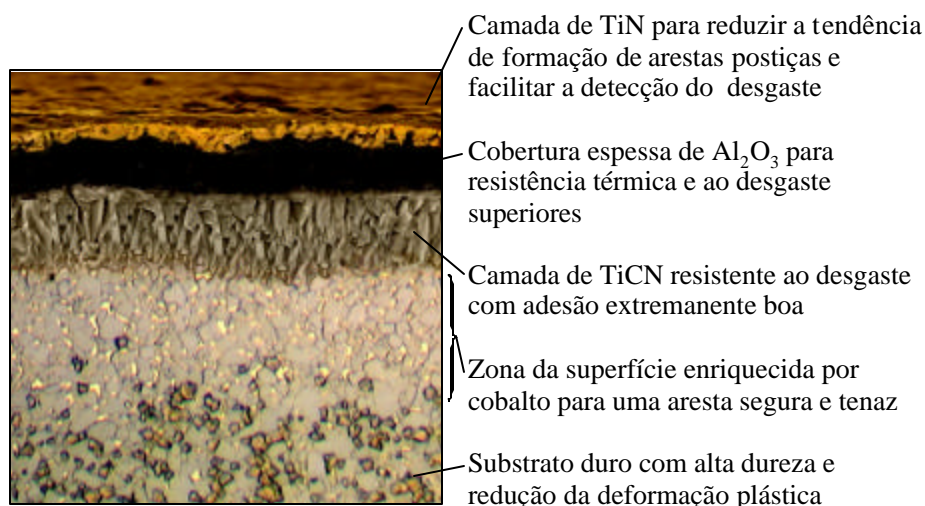 Camada de TiN para reduzir a tendência
de formação de arestas postiças e
facilitar a detecção do desgaste
Cobertura espessa de Al₂O₃ para
resistência térmica e ao desgaste
superiores
Camada de TiCN resistente ao desgaste
com adesão extremanente boa
Zona da superfície enriquecida por
cobalto para uma aresta segura e tenaz
Substrato duro com alta dureza e
redução da deformação plástica